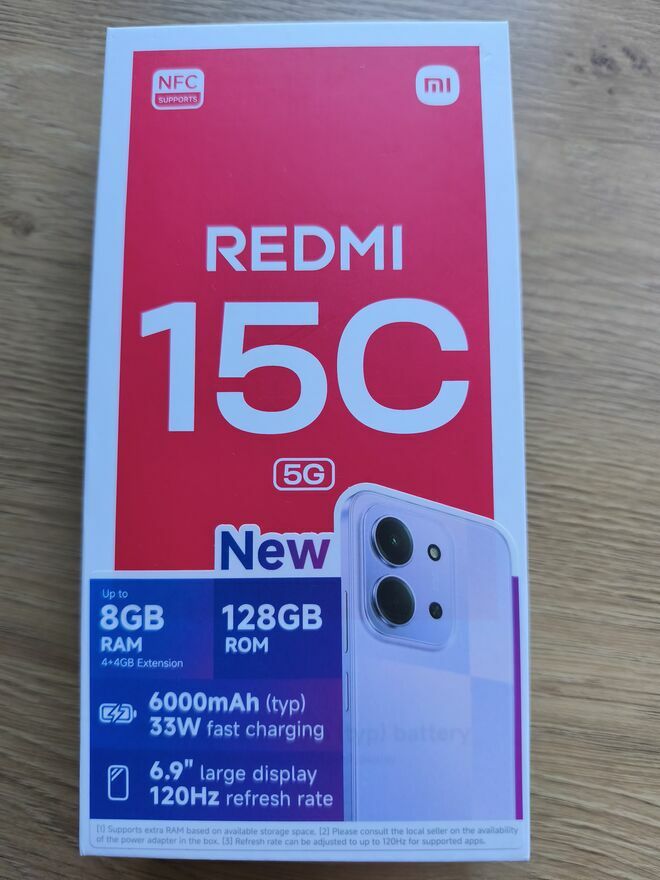 NFC
SUPPORTS
mi
REDMI
15C
5G
New
Up to
8GB
RAM
4+4GB Extension
128GB
ROM
6000mAh (typ)
33W fast charging
(typ) battery
6.9" large display
120Hz refresh rate
[1] Supports extra RAM based on available storage space. [2] Please consult the local seller on the availability
of the power adapter in the box. [3] Refresh rate can be adjusted to up to 120Hz for supported apps.